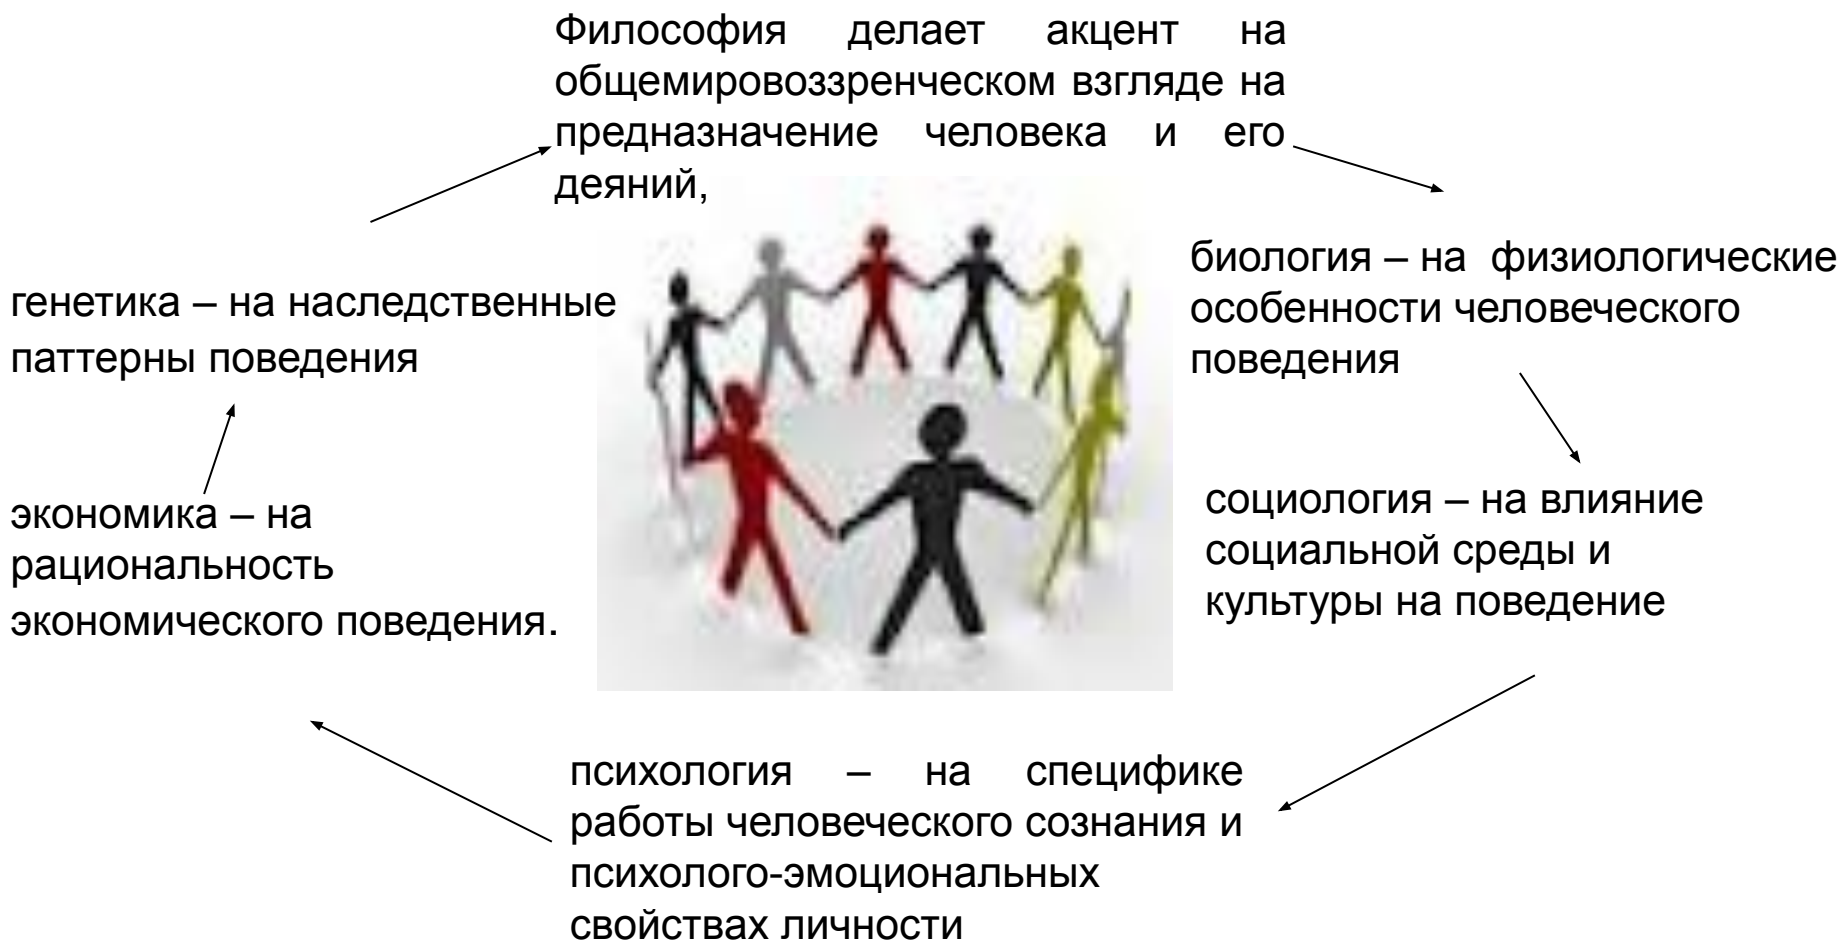 Философия делает акцент на
общемировоззренческом взгляде на
предназначение человека и его
деяний,
биология – на физиологические
особенности человеческого
поведения
социология – на влияние
социальной среды и
культуры на поведение
психология – на специфике
работы человеческого сознания и
психолого-эмоциональных
свойствах личности
экономика – на
рациональность
экономического поведения.
генетика – на наследственные
паттерны поведения